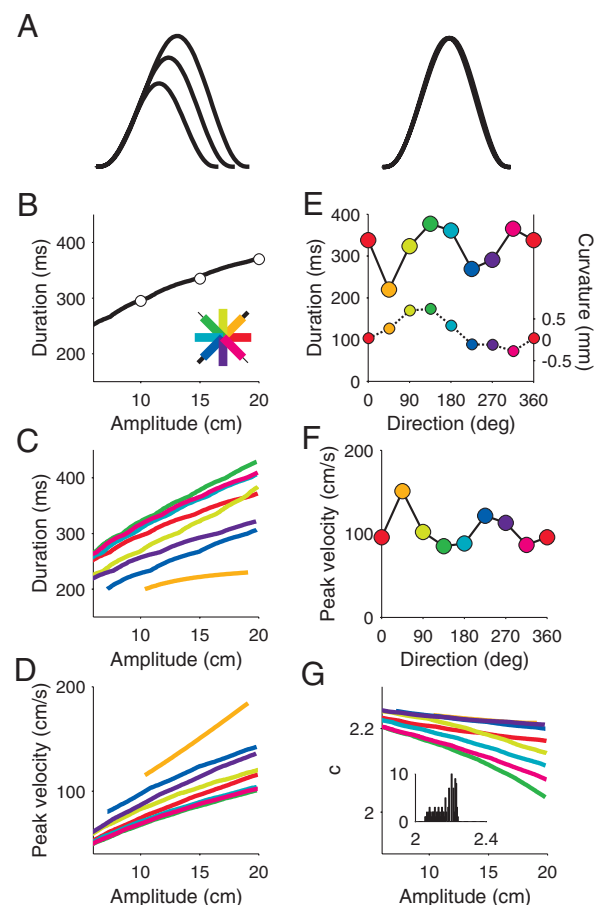 A
B
400
300
200
Duration (ms)
10 15 20
Amplitude (cm)
E
400
300
200
100
0
Duration (ms)
0.5
0
-0.5
Curvature (mm)
0 90 180 270 360
Direction (deg)
C
400
300
200
Duration (ms)
10 15 20
Amplitude (cm)
F
200
100
0
Peak velocity (cm/s)
0 90 180 270 360
Direction (deg)
D
200
100
Peak velocity (cm/s)
10 15 20
Amplitude (cm)
G
2.2
2
c
10
0
2 2.4
10 15 20
Amplitude (cm)